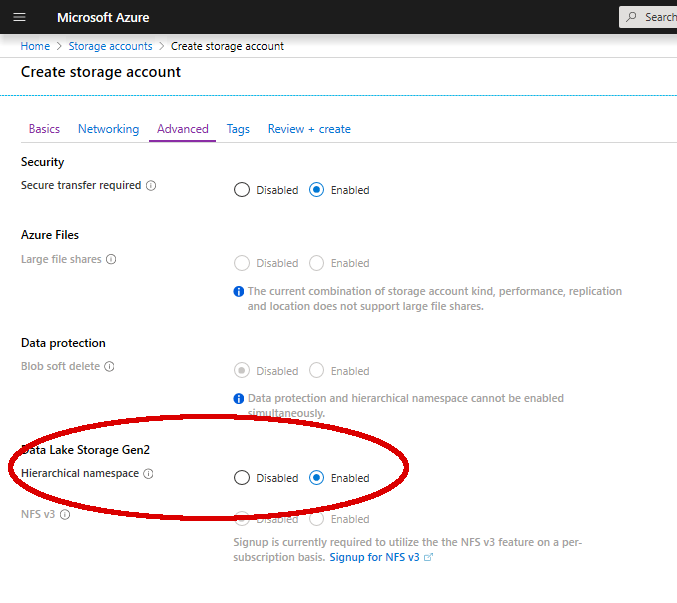 Microsoft Azure
Search
Home > Storage accounts > Create storage account
Create storage account
Basics Networking Advanced Tags Review + create
Security
Secure transfer required Disabled Enabled
Azure Files
Large file shares Disabled Enabled
The current combination of storage account kind, performance, replication
and location does not support large file shares.
Data protection
Blob soft delete Disabled Enabled
Data protection and hierarchical namespace cannot be enabled
simultaneously.
Data Lake Storage Gen2
Hierarchical namespace Disabled Enabled
NFS v3 Disabled Enabled
Signup is currently required to utilize the the NFS v3 feature on a per-
subscription basis. Signup for NFS v3